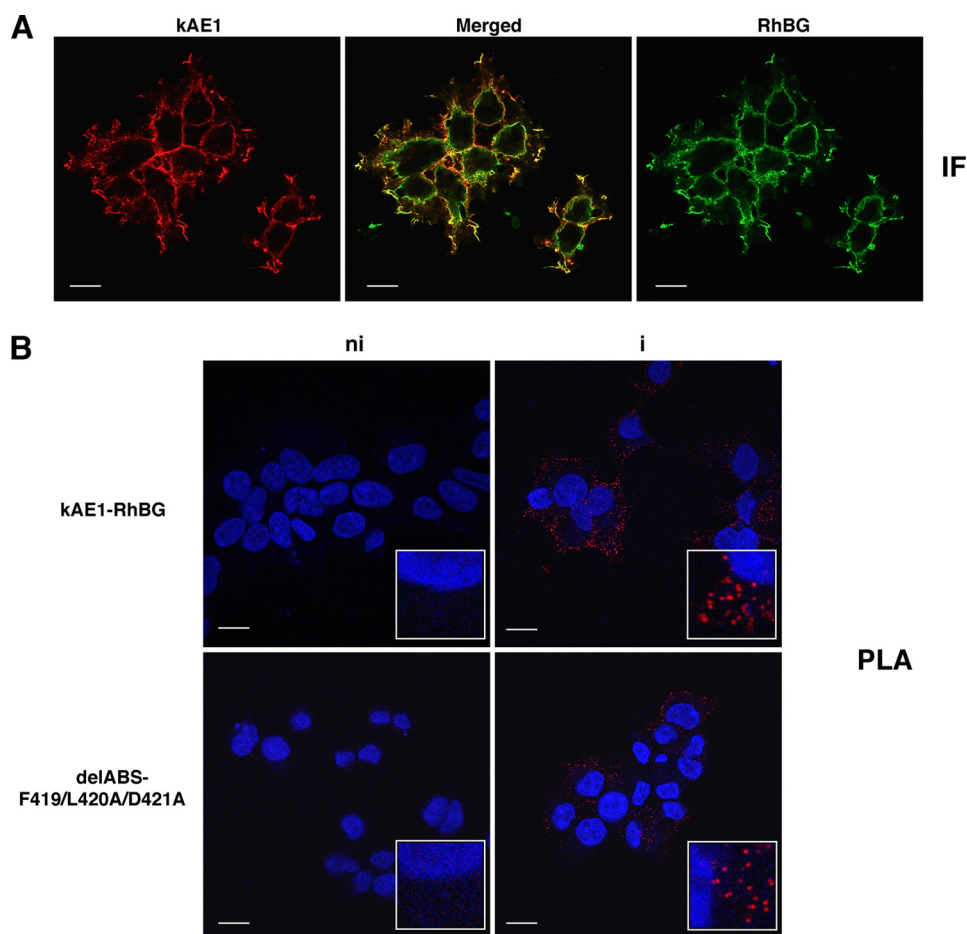 A
kAE1
Merged
RhBG
IF
B
ni
i
kAE1-RhBG
PLA
delABS-
F419/L420A/D421A